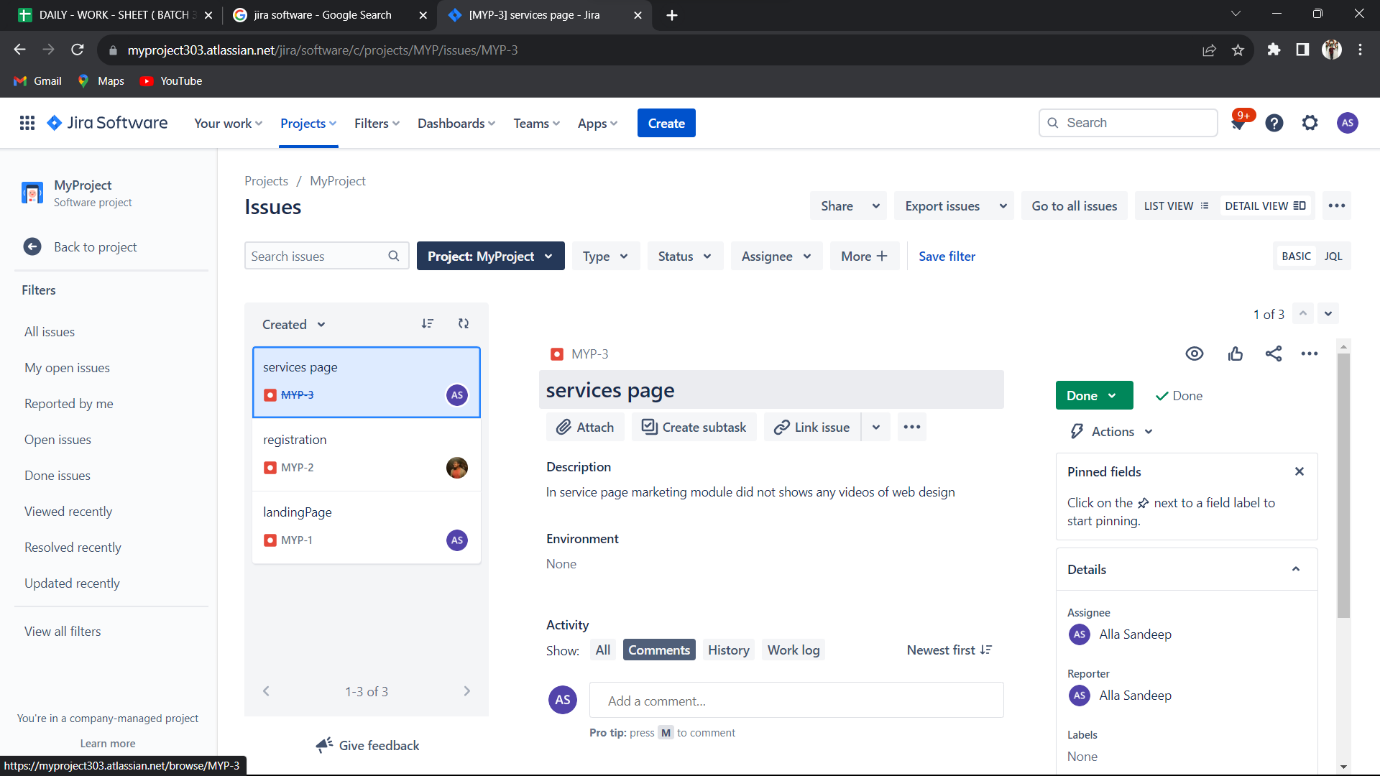 DAILY - WORK - SHEET ( BATCH 3
jira software - Google Search
[MYP-3] services page - Jira
myproject303.atlassian.net/jira/software/c/projects/MYP/issues/MYP-3
Gmail
Maps
YouTube
Jira Software
Your work
Projects
Filters
Dashboards
Teams
Apps
Create
Search
9+
AS
MyProject
Software project
Back to project
Filters
All issues
My open issues
Reported by me
Open issues
Done issues
Viewed recently
Resolved recently
Updated recently
View all filters
You're in a company-managed project
Learn more
https://myproject303.atlassian.net/browse/MYP-3
Projects / MyProject
Issues
Share
Export issues
Go to all issues
LIST VIEW
DETAIL VIEW
Search issues
Project: MyProject
Type
Status
Assignee
More +
Save filter
BASIC
JQL
Created
services page
MYP-3
AS
registration
MYP-2
landingPage
MYP-1
AS
1-3 of 3
Give feedback
1 of 3
MYP-3
services page
Attach
Create subtask
Link issue
Description
In service page marketing module did not shows any videos of web design
Environment
None
Activity
Show: All Comments History Work log
Newest first
AS
Add a comment...
Pro tip: press M to comment
Done
Done
Actions
Pinned fields
Click on the next to a field label to
start pinning.
Details
Assignee
AS Alla Sandeep
Reporter
AS Alla Sandeep
Labels
None